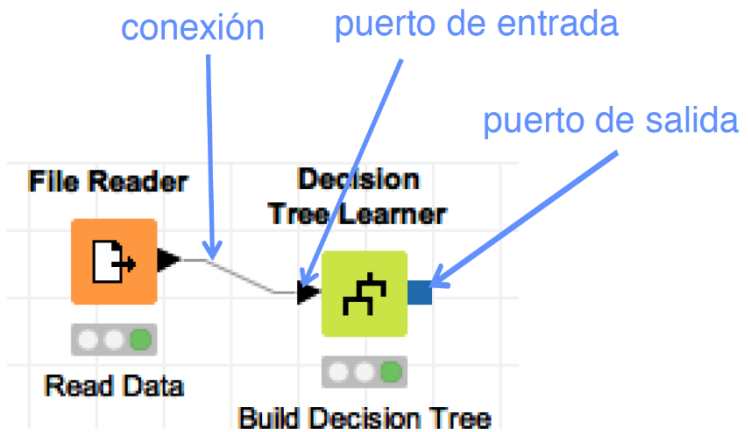 conexión
puerto de entrada
puerto de salida
File Reader
Decision
Tree Learner
Read Data
Build Decision Tree